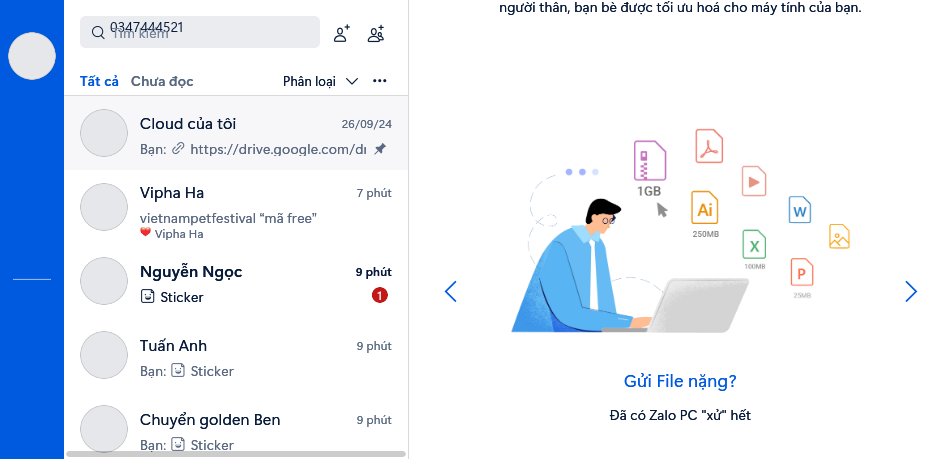 người thân, bạn bè được tối ưu hoá cho máy tính của bạn.
0347444521
Tìm kiếm
Tất cả Chưa đọc Phân loại
Cloud của tôi 26/09/24
Bạn: https://drive.google.com/dr
Vipha Ha 7 phút
vietnampetfestival “mã free”
Vipha Ha
Nguyễn Ngọc 9 phút
Sticker 1
Tuấn Anh 9 phút
Bạn: Sticker
Chuyển golden Ben 9 phút
Bạn: Sticker
1GB
Ai
250MB
W
X
100MB
P
25MB
Gửi File nặng?
Đã có Zalo PC "xử" hết